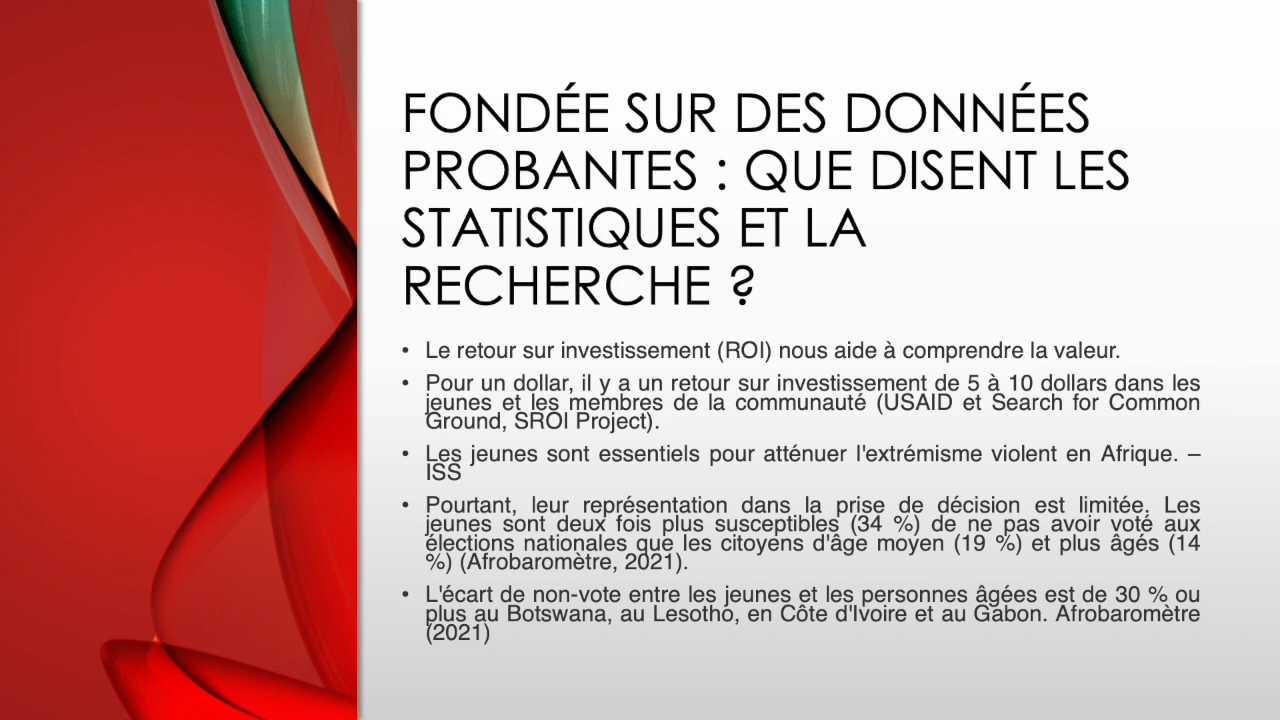 FONDÉE SUR DES DONNÉES
PROBANTES : QUE DISENT LES
STATISTIQUES ET LA
RECHERCHE ?
• Le retour sur investissement (ROI) nous aide à comprendre la valeur.
• Pour un dollar, il y a un retour sur investissement de 5 à 10 dollars dans les
jeunes et les membres de la communauté (USAID et Search for Common
Ground, SROI Project).
• Les jeunes sont essentiels pour atténuer l'extrémisme violent en Afrique. –
ISS
• Pourtant, leur représentation dans la prise de décision est limitée. Les
jeunes sont deux fois plus susceptibles (34 %) de ne pas avoir voté aux
élections nationales que les citoyens d'âge moyen (19 %) et plus âgés (14
%) (Afrobaromètre, 2021).
• L'écart de non-vote entre les jeunes et les personnes âgées est de 30 % ou
plus au Botswana, au Lesotho, en Côte d'Ivoire et au Gabon. Afrobaromètre
(2021)